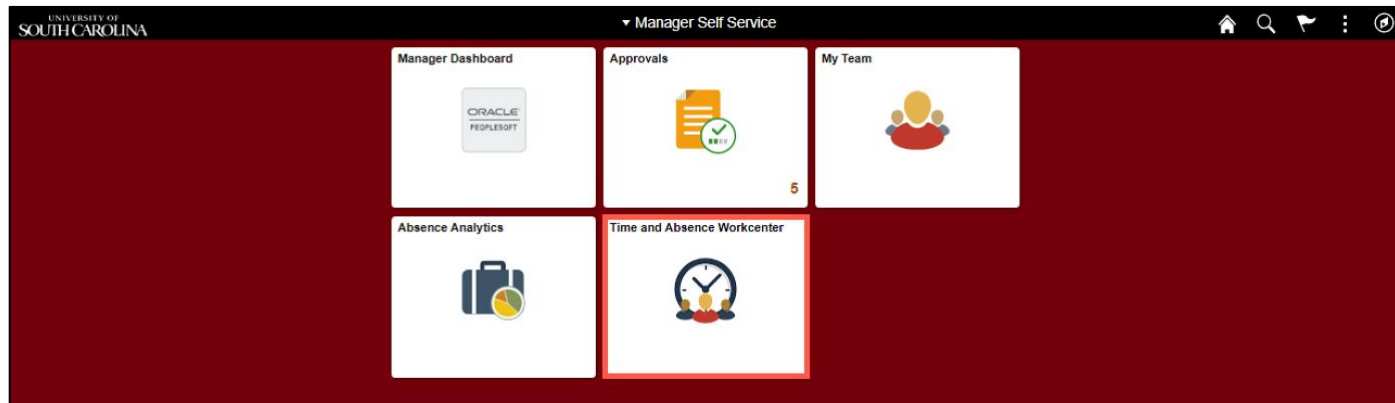 UNIVERSITY OF
SOUTH CAROLINA
Manager Self Service
Manager Dashboard
ORACLE
PEOPLESOFT
Approvals
5
My Team
Absence Analytics
Time and Absence Workcenter